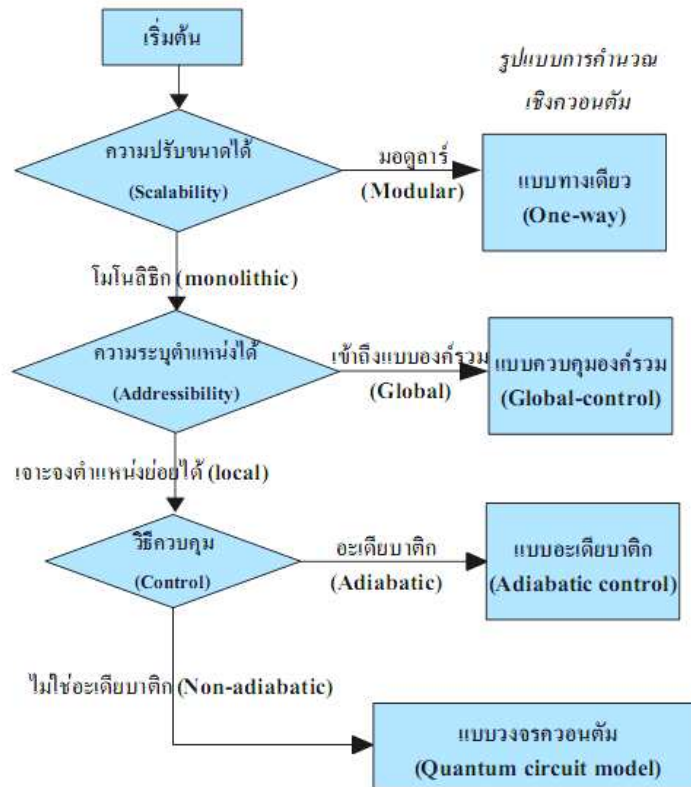 เริ่มต้น
รูปแบบการคำนวณ
เชิงควอนตัม
ความปรับขนาดได้
(Scalability)
มอดูลาร์
(Modular)
แบบทางเดียว
(One-way)
โมโนลิธิก (monolithic)
ความระบุตำแหน่งได้
(Addressibility)
เข้าถึงแบบองค์รวม
(Global)
แบบควบคุมองค์รวม
(Global-control)
เจาะจงตำแหน่งย่อยได้ (local)
วิธีควบคุม
(Control)
อะเดียบาติก
(Adiabatic)
แบบอะเดียบาติก
(Adiabatic control)
ไม่ใช่อะเดียบาติก (Non-adiabatic)
แบบวงจรควอนตัม
(Quantum circuit model)